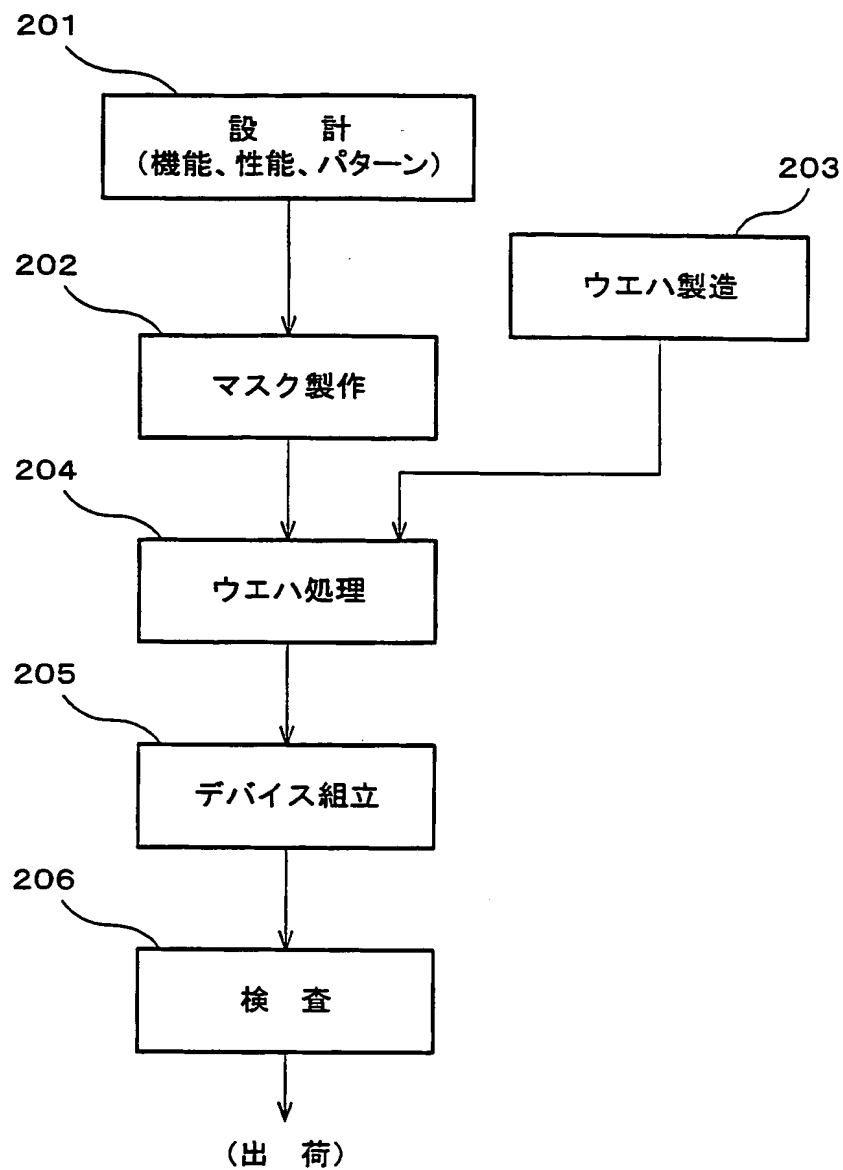 201
設　計
（機能、性能、パターン）
203
ウエハ製造
202
マスク製作
204
ウエハ処理
205
デバイス組立
206
検　査
（出　荷）